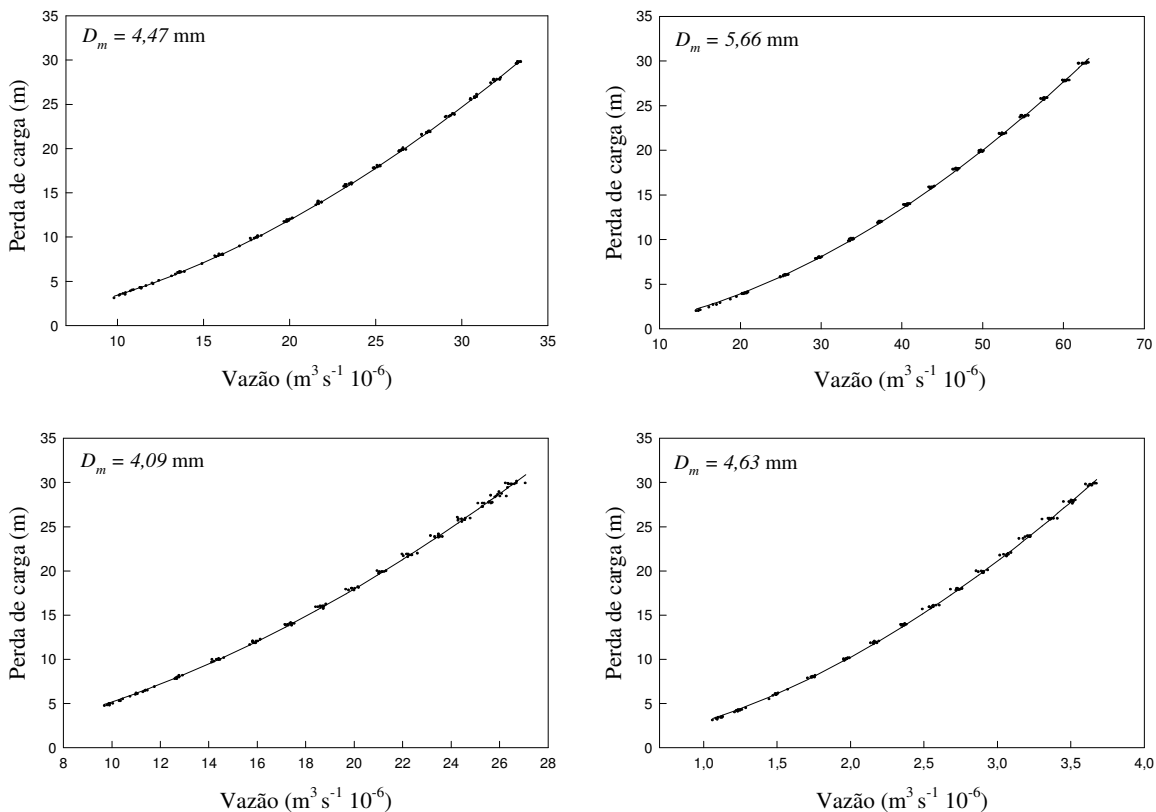 D_m = 4,47 mm
Perda de carga (m)
35
30
25
20
15
10
5
0
10 15 20 25 30 35
Vazão (m³ s⁻¹ 10⁻⁶)
D_m = 5,66 mm
Perda de carga (m)
35
30
25
20
15
10
5
0
10 20 30 40 50 60 70
Vazão (m³ s⁻¹ 10⁻⁶)
D_m = 4,09 mm
Perda de carga (m)
35
30
25
20
15
10
5
0
8 10 12 14 16 18 20 22 24 26 28
Vazão (m³ s⁻¹ 10⁻⁶)
D_m = 4,63 mm
Perda de carga (m)
35
30
25
20
15
10
5
0
1,0 1,5 2,0 2,5 3,0 3,5 4,0
Vazão (m³ s⁻¹ 10⁻⁶)